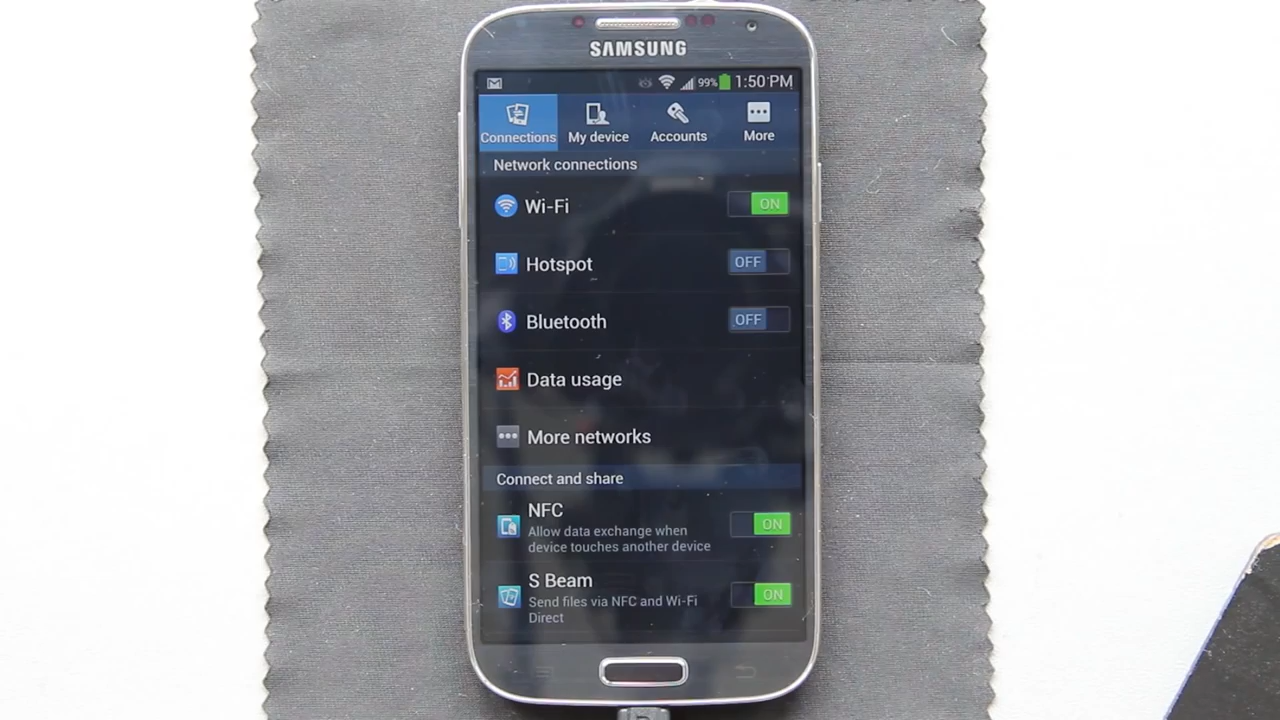 SAMSUNG
99% 1:50 PM
Connections My device Accounts More
Network connections
Wi-Fi ON
Hotspot OFF
Bluetooth OFF
Data usage
More networks
Connect and share
NFC
Allow data exchange when
device touches another device
ON
S Beam
Send files via NFC and Wi-Fi
Direct
ON